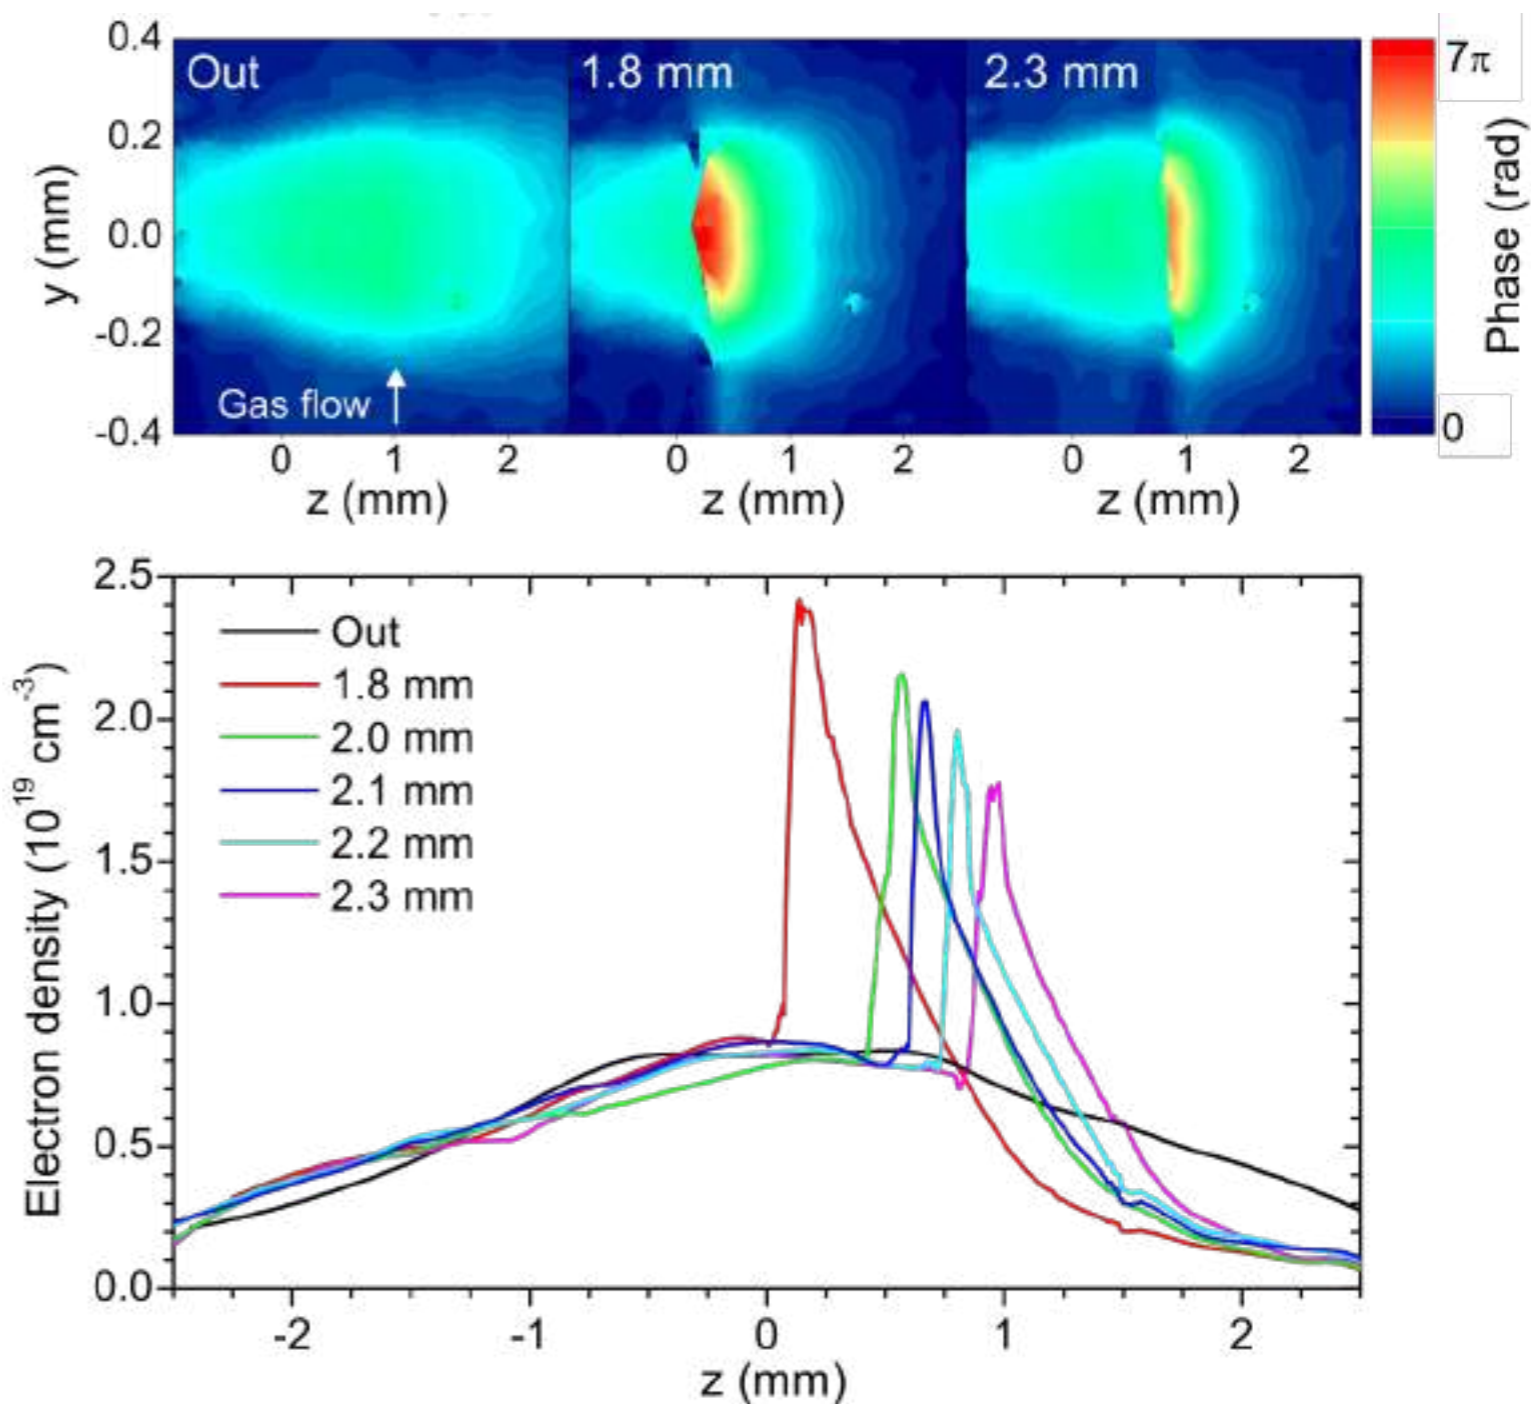 0.4
0.2
0.0
-0.2
-0.4
y (mm)
Out
1.8 mm
2.3 mm
Gas flow
7π
0
Phase (rad)
0 1 2
0 1 2
0 1 2
z (mm)
z (mm)
z (mm)
2.5
2.0
1.5
1.0
0.5
0.0
Electron density (10¹⁹ cm⁻³)
Out
1.8 mm
2.0 mm
2.1 mm
2.2 mm
2.3 mm
-2 -1 0 1 2
z (mm)